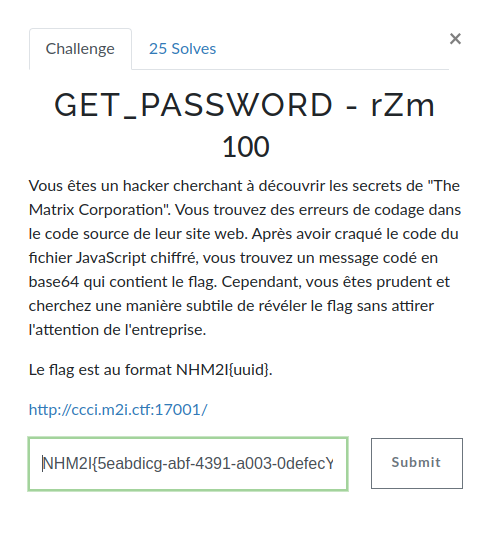 Challenge
25 Solves
×
GET_PASSWORD - rZm
100
Vous êtes un hacker cherchant à découvrir les secrets de "The
Matrix Corporation". Vous trouvez des erreurs de codage dans
le code source de leur site web. Après avoir craqué le code du
fichier JavaScript chiffré, vous trouvez un message codé en
base64 qui contient le flag. Cependant, vous êtes prudent et
cherchez une manière subtile de révéler le flag sans attirer
l'attention de l'entreprise.
Le flag est au format NHM2I{uuid}.
http://ccci.m2i.ctf:17001/
NHM2I{5eabdicg-abf-4391-a003-0defecY
Submit